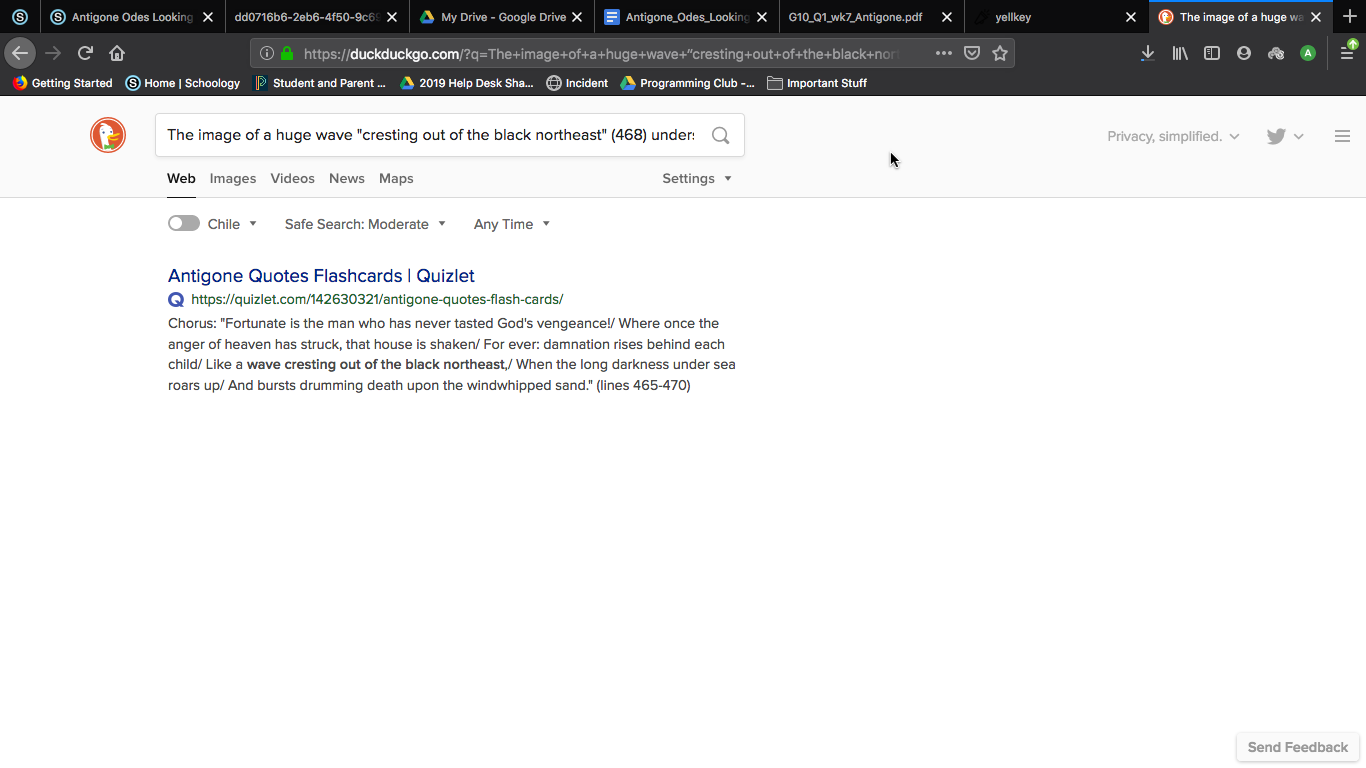 Antigone Odes Looking
dd0716b6-2eb6-4f50-9c69
My Drive - Google Drive
Antigone_Odes_Looking
G10_Q1_wk7_Antigone.pdf
yellkey
The image of a huge wa
https://duckduckgo.com/?q=The+image+of+a+huge+wave+"cresting+out+of+the+black+nor
A
Getting Started
Home | Schoology
Student and Parent ...
2019 Help Desk Sha...
Incident
Programming Club -...
Important Stuff
The image of a huge wave "cresting out of the black northeast" (468) unders
Privacy, simplified.
Web Images Videos News Maps Settings
Chile Safe Search: Moderate Any Time
Antigone Quotes Flashcards | Quizlet
https://quizlet.com/142630321/antigone-quotes-flash-cards/
Chorus: "Fortunate is the man who has never tasted God's vengeance!/ Where once the
anger of heaven has struck, that house is shaken/ For ever: damnation rises behind each
child/ Like a wave cresting out of the black northeast,/ When the long darkness under sea
roars up/ And bursts drumming death upon the windwhipped sand." (lines 465-470)
Send Feedback